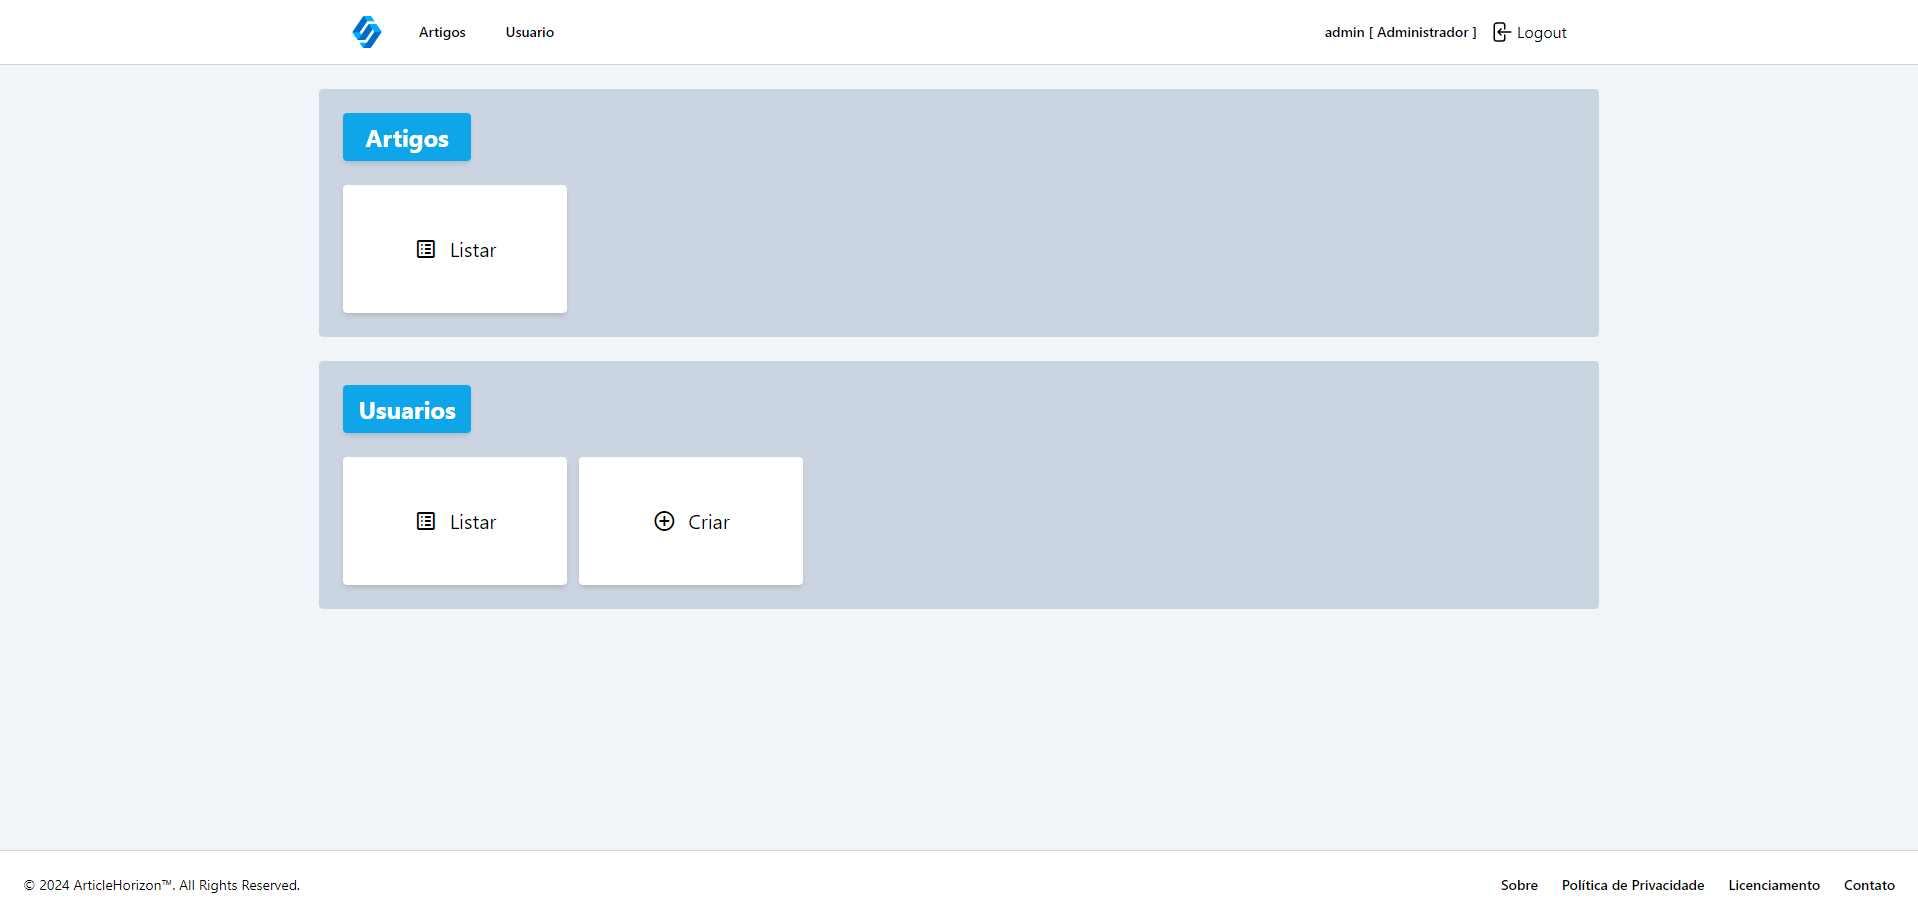 Artigos Usuario admin [ Administrador ] Logout
Artigos
Listar
Usuarios
Listar Criar
© 2024 ArticleHorizon™. All Rights Reserved. Sobre Política de Privacidade Licenciamento Contato